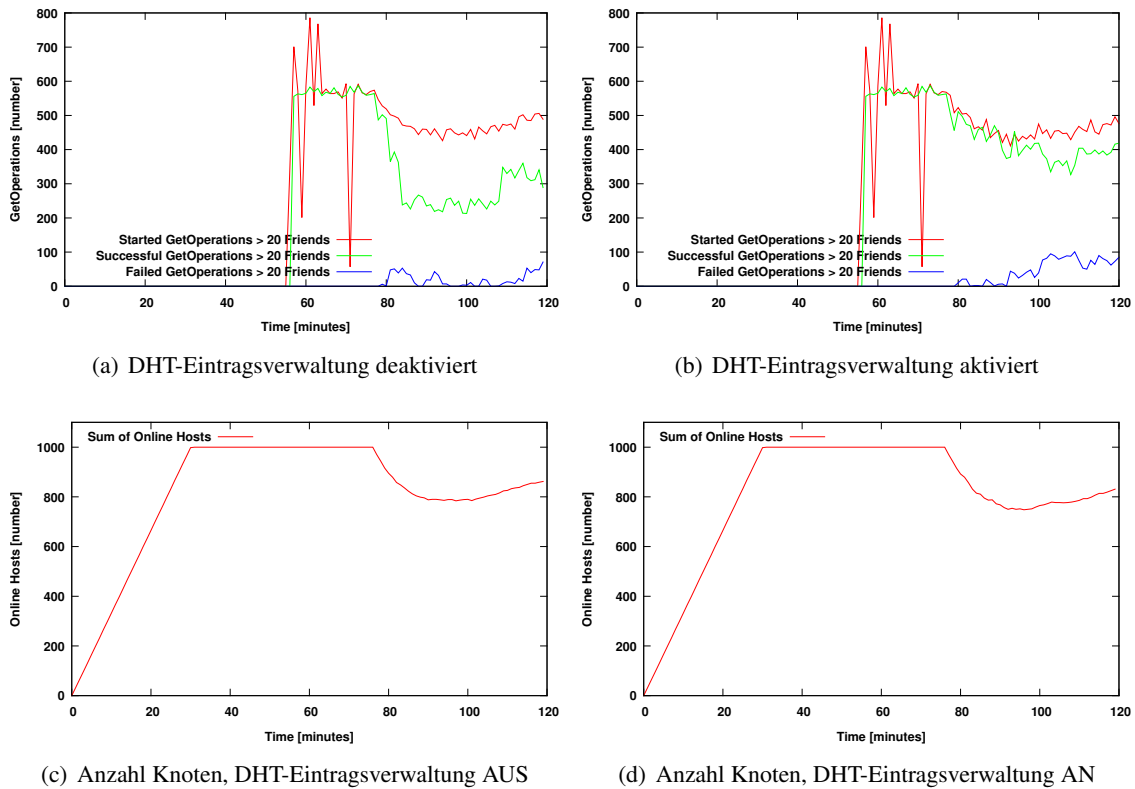 800
700
600
500
400
300
200
100
0
GetOperations [number]
Started GetOperations > 20 Friends
Successful GetOperations > 20 Friends
Failed GetOperations > 20 Friends
0 20 40 60 80 100 120
Time [minutes]
(a) DHT-Eintragsverwaltung deaktiviert
800
700
600
500
400
300
200
100
0
GetOperations [number]
Started GetOperations > 20 Friends
Successful GetOperations > 20 Friends
Failed GetOperations > 20 Friends
0 20 40 60 80 100 120
Time [minutes]
(b) DHT-Eintragsverwaltung aktiviert
1000
800
600
400
200
0
Online Hosts [number]
Sum of Online Hosts
0 20 40 60 80 100 120
Time [minutes]
(c) Anzahl Knoten, DHT-Eintragsverwaltung AUS
1000
800
600
400
200
0
Online Hosts [number]
Sum of Online Hosts
0 20 40 60 80 100 120
Time [minutes]
(d) Anzahl Knoten, DHT-Eintragsverwaltung AN